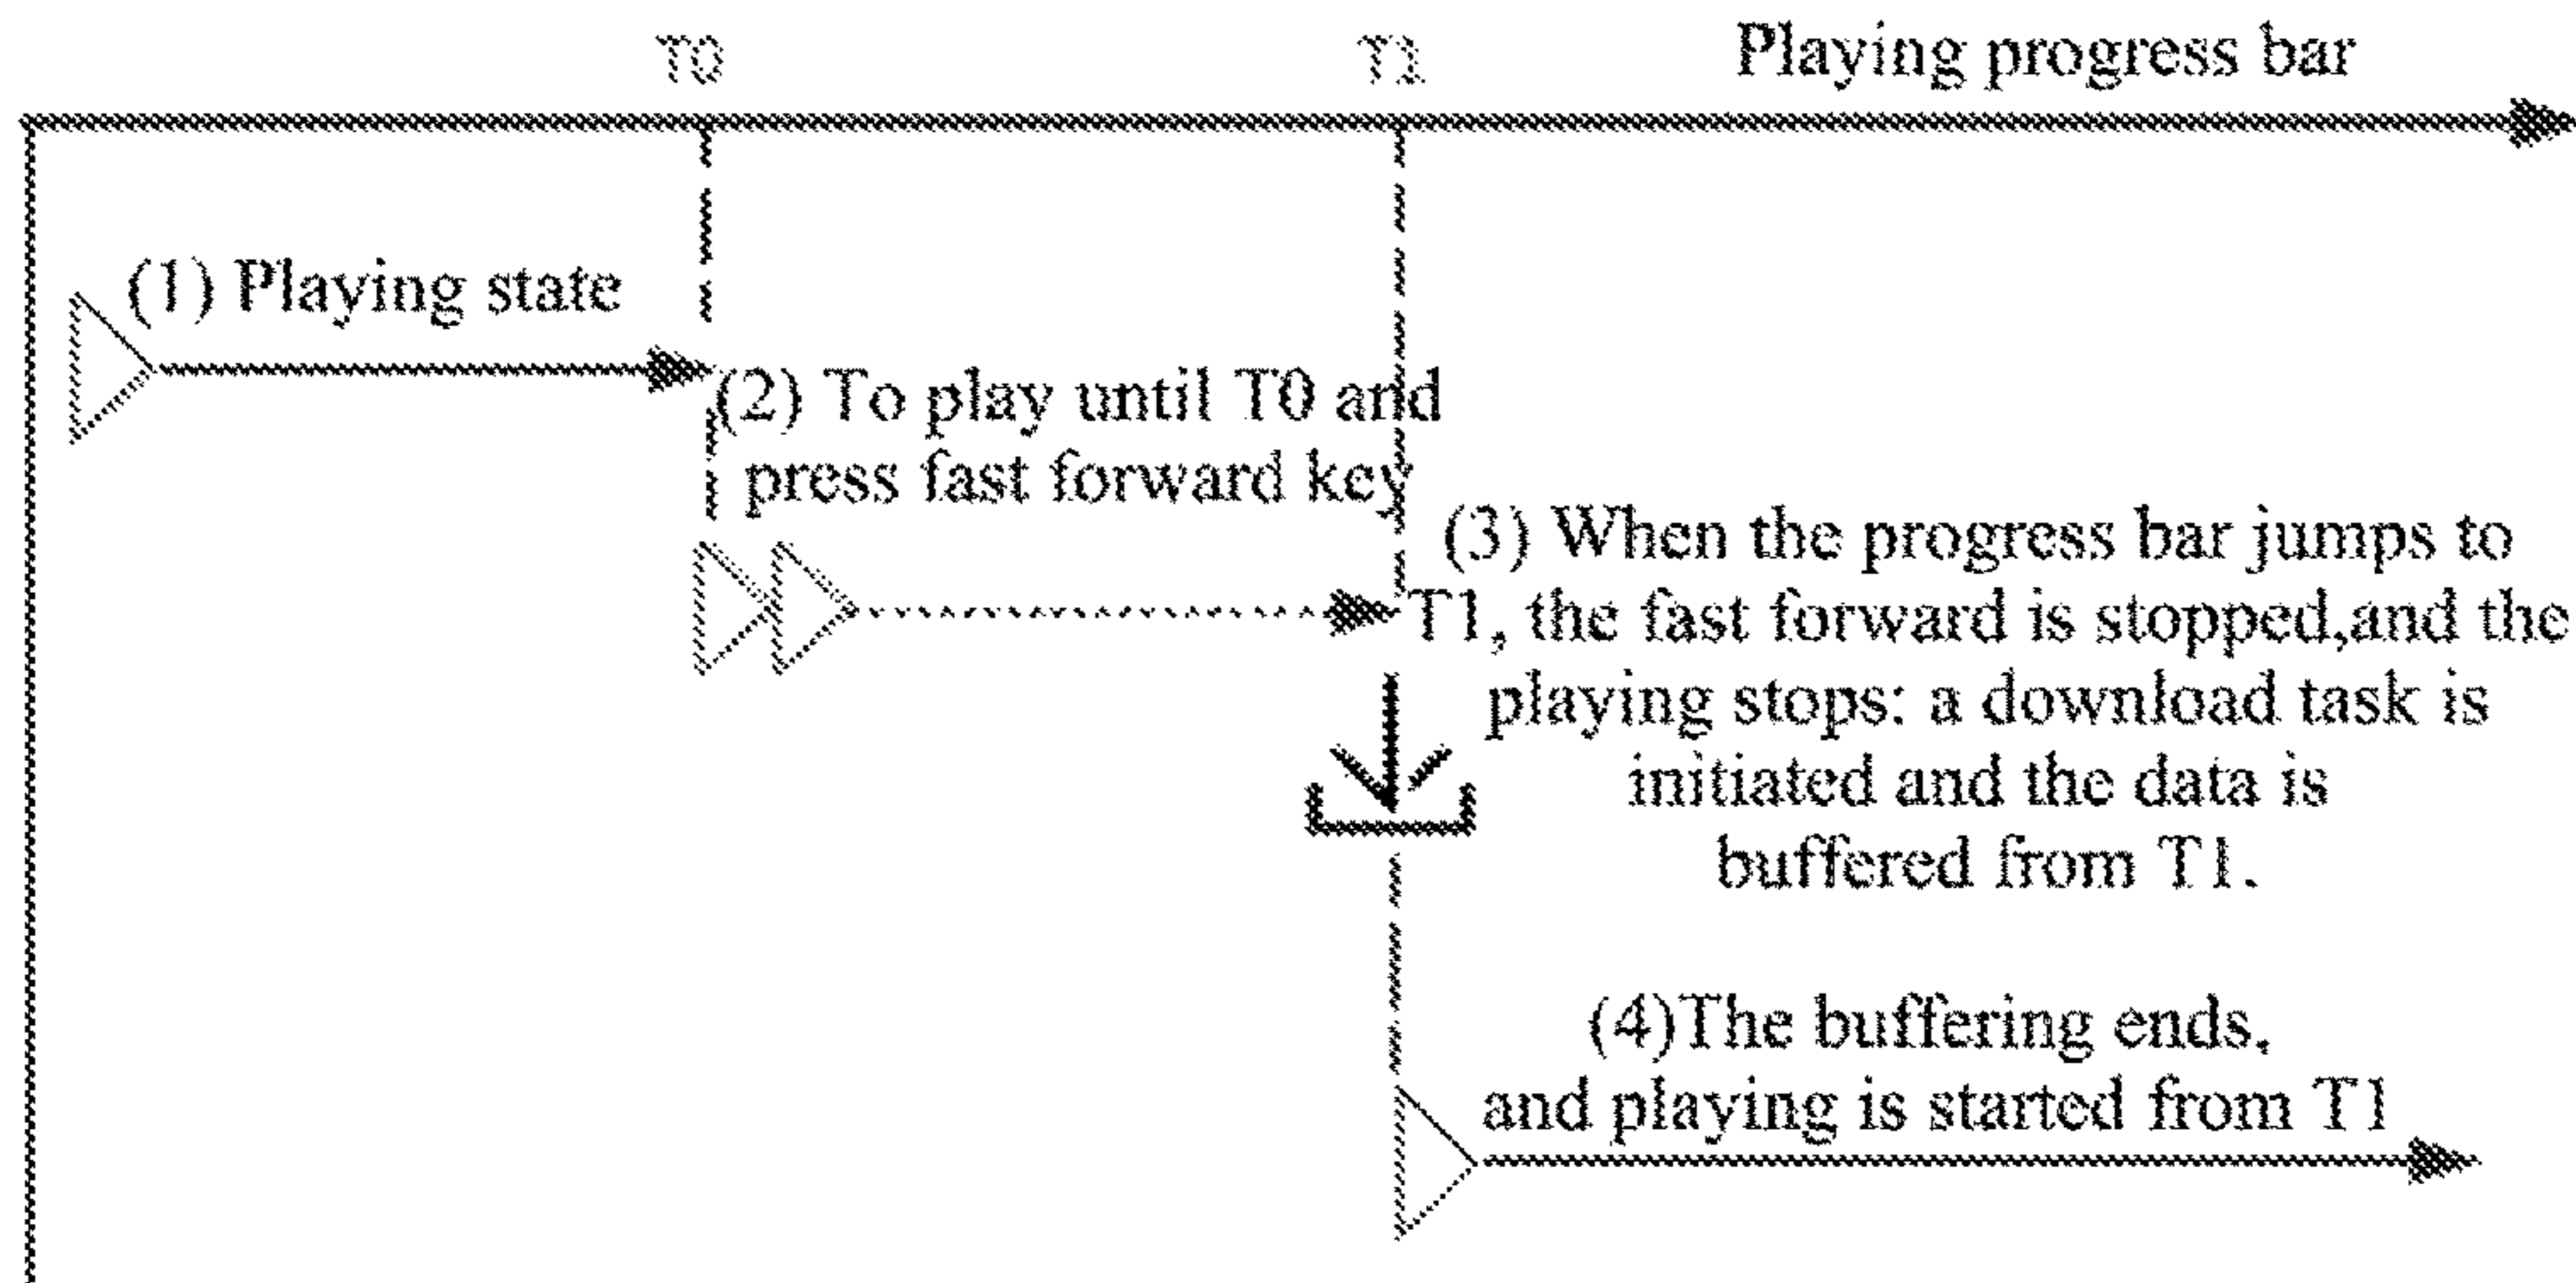 T0
T1
Playing progress bar
(1) Playing state
(2) To play until T0 and
press fast forward key
(3) When the progress bar jumps to
T1, the fast forward is stopped,and the
playing stops: a download task is
initiated and the data is
buffered from T1.
(4)The buffering ends,
and playing is started from T1